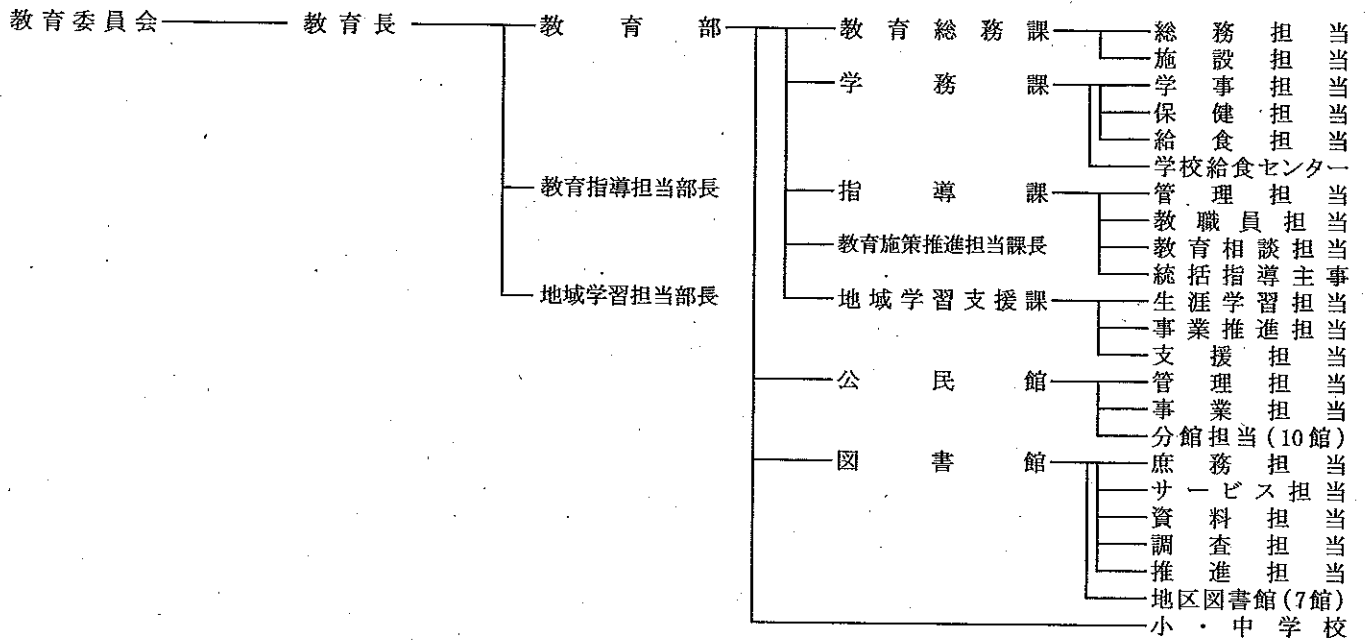 教育委員会 教育長 教育部 教育総務課 総務担当
施設担当
学務課 学事担当
保健担当
給食担当
学校給食センター
教育指導担当部長 指導課 管理担当
教職員担当
教育施策推進担当課長 教育相談担当
統括指導主事
地域学習担当部長 地域学習支援課 生涯学習担当
事業推進担当
支援担当
公民館 管理担当
事業担当
分館担当(10館)
図書館 庶務担当
サービス担当
資料担当
調査担当
推進担当
地区図書館(7館)
小・中学校